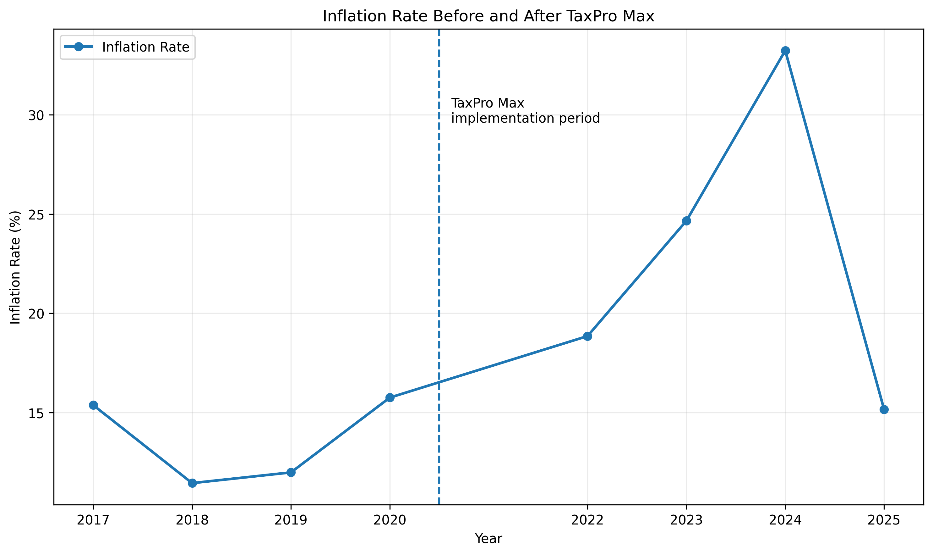 Inflation Rate Before and After TaxPro Max
Inflation Rate
TaxPro Max
implementation period
Inflation Rate (%)
30
25
20
15
2017 2018 2019 2020 2022 2023 2024 2025
Year